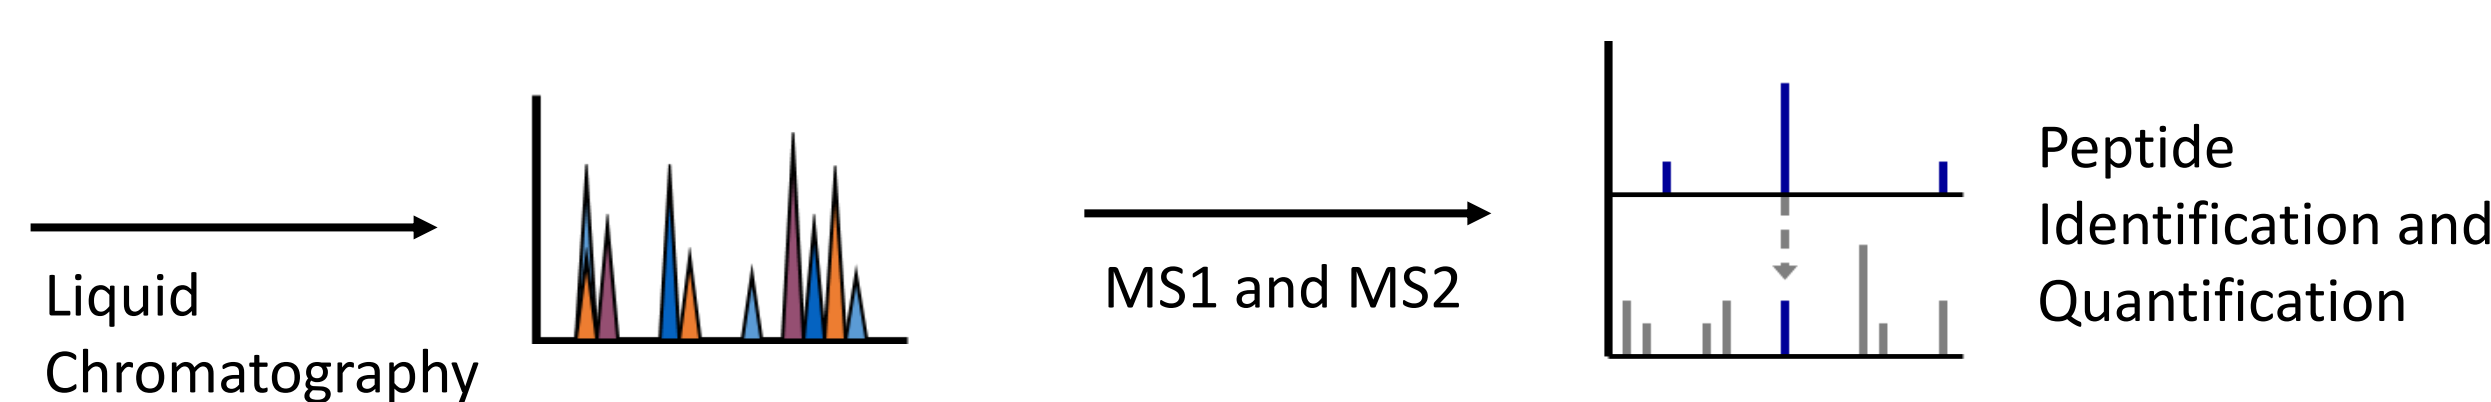 Liquid
Chromatography
MS1 and MS2
Peptide
Identification and
Quantification